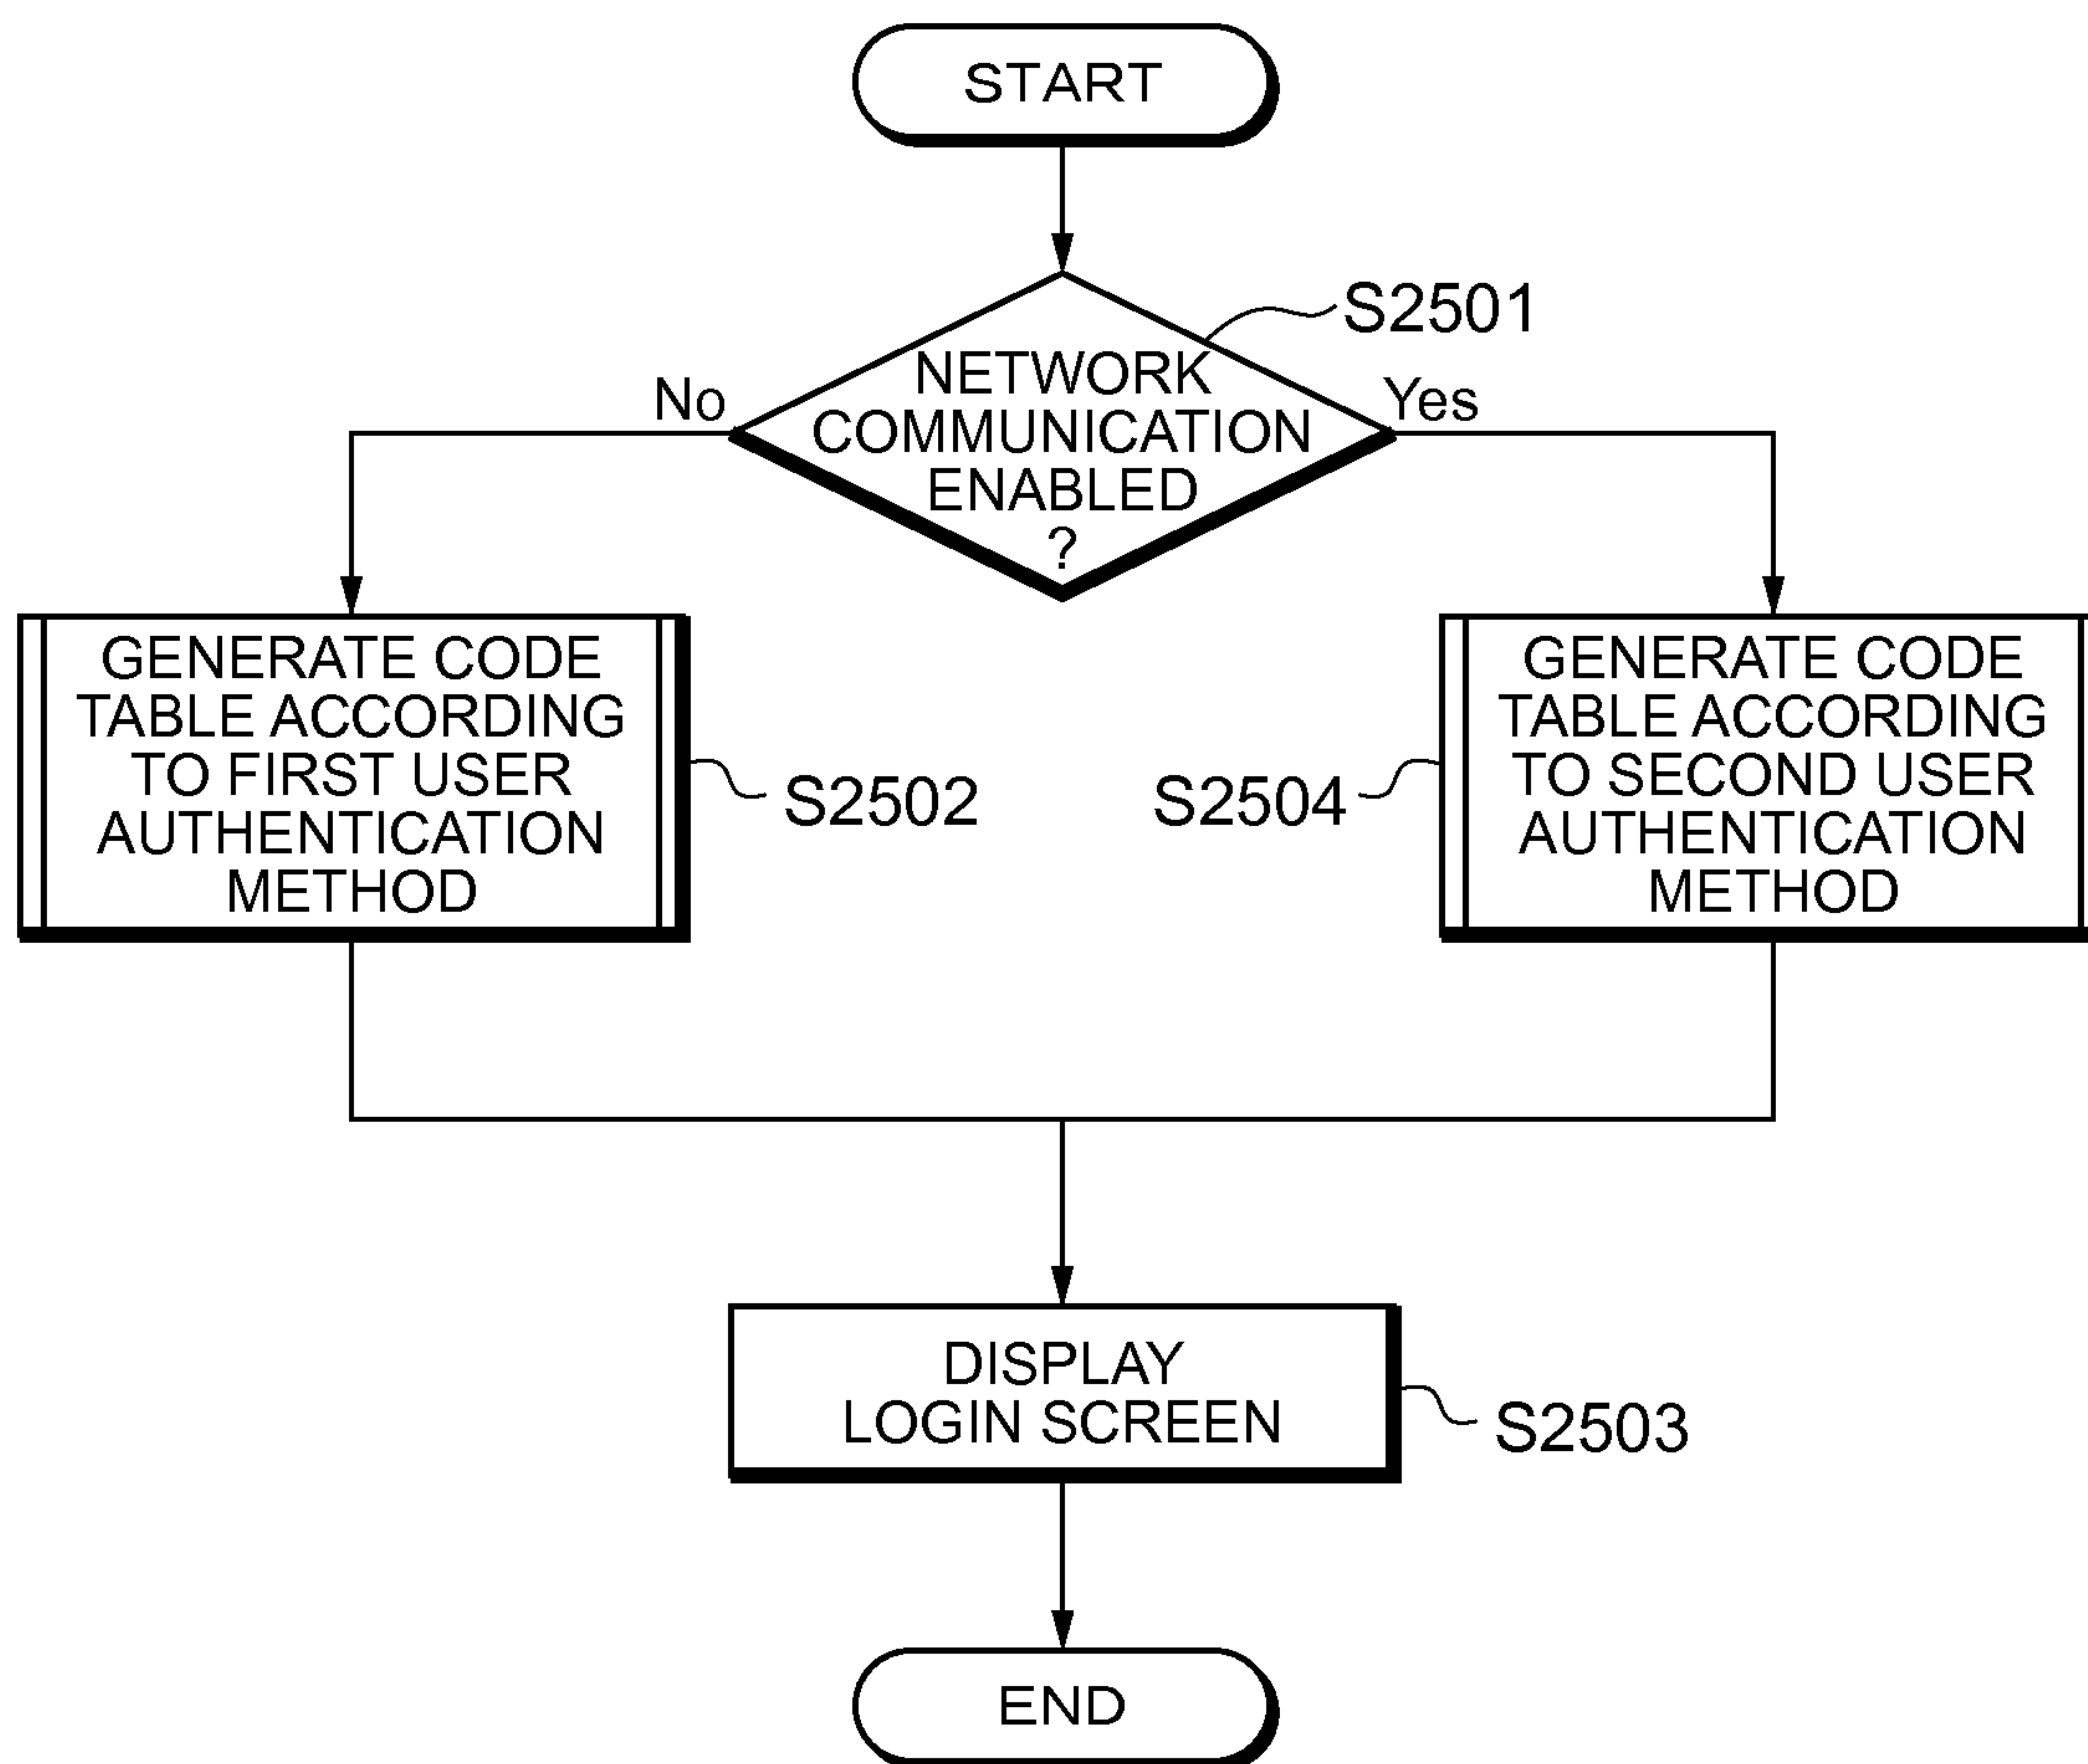 START
S2501
NETWORK
COMMUNICATION
ENABLED
?
No
Yes
GENERATE CODE
TABLE ACCORDING
TO FIRST USER
AUTHENTICATION
METHOD
S2502
GENERATE CODE
TABLE ACCORDING
TO SECOND USER
AUTHENTICATION
METHOD
S2504
DISPLAY
LOGIN SCREEN
S2503
END